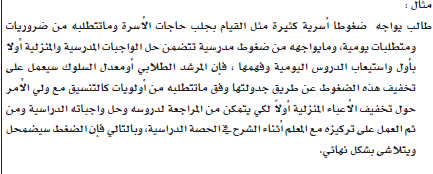 مثال :
طالب يواجه ضغوطا أسرية كثيرة مثل القيام بجلب حاجات الأسرة وماتتطلبه من ضروريات
ومتطلبات يومية، ومايواجهه من ضغوط مدرسية تتضمن حل الواجبات المدرسية والمنزلية أولاً
بأول واستيعاب الدروس اليومية وفهمها ، فإن المرشد الطلابي أومعدل السلوك سيعمل على
تخفيف هذه الضغوط عن طريق جدولتها وفق ماتتطلبه من أولويات كالتنسيق مع ولي الأمر
حول تخفيف الأعباء المنزلية أولاً لكي يتمكن من المراجعة لدروسه وحل واجباته الدراسية ومن
ثم العمل على تركيزه مع المعلم أثناء الشرح في الحصة الدراسية، وبالتالي فإن الضغط سيضمحل
ويتلاشى بشكل نهائي.